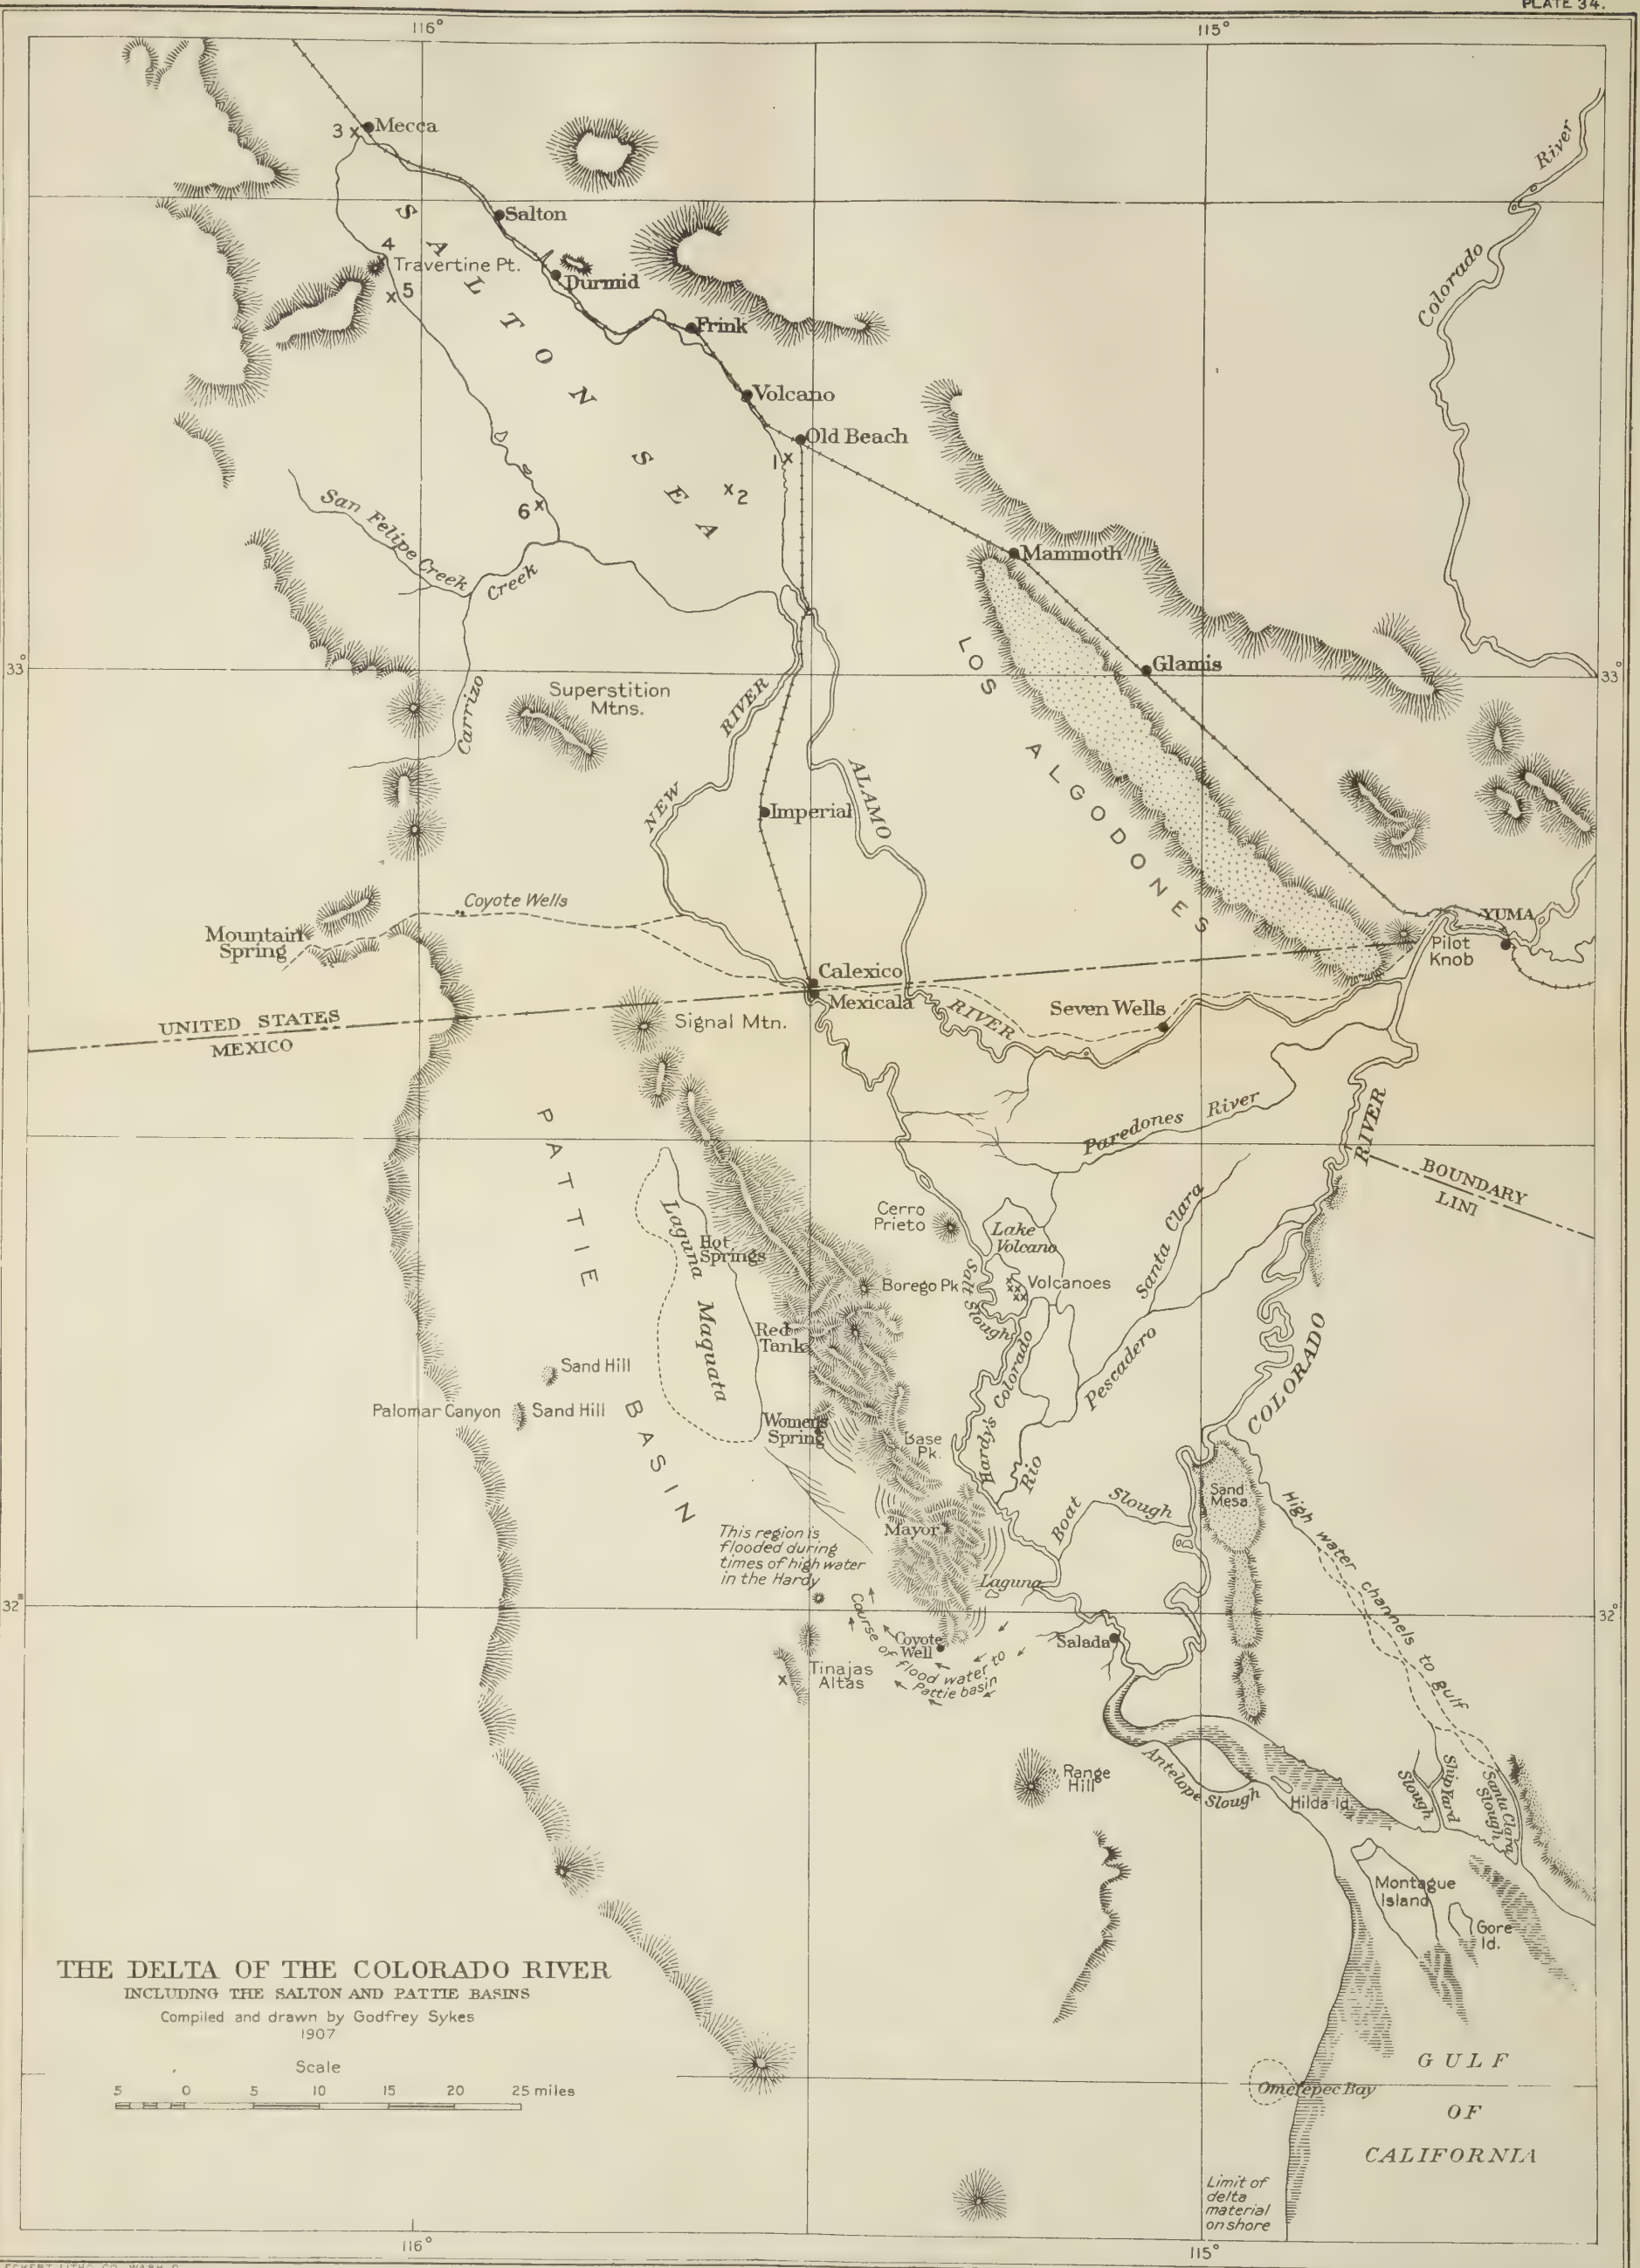 PLATE 34.
116°
115°
3
Mecca
River
Colorado
Salton
SALTON SEA
4
Travertine Pt.
5
Durmid
Frink
Volcano
Old Beach
1
2
6
San Felipe Creek
Creek
Carrizo
Mammoth
33°
33°
Glamis
LOS ALGODONES
Superstition
Mtns.
NEW RIVER
ALAMO
Imperial
Coyote Wells
Mountain
Spring
YUMA
Pilot
Knob
Calexico
Mexicala
RIVER
Seven Wells
UNITED STATES
MEXICO
Signal Mtn.
PATTIE BASIN
Paredones River
RIVER
BOUNDARY
LINI
Laguna Maquata
Hot
Springs
Cerro
Prieto
Lake
Volcano
Santa Clara
Borego Pk.
Salt Slough
Volcanoes
Red
Tank
Hardy's Colorado
Pescadero
COLORADO
Sand Hill
Palomar Canyon
Sand Hill
Womens
Spring
Base
Pk.
Rio
Boat Slough
Sand
Mesa
High water channels to gulf
Mayor
This region is
flooded during
times of high water
in the Hardy
Laguna
32°
32°
Course of flood water to
Pattie basin
Coyote
Well
Salada
Tinajas
Altas
Range
Hill
Antelope Slough
Hilda Id.
Slough
Ship Yard
Santa Clara
Slough
Montague
Island
Gore
Id.
THE DELTA OF THE COLORADO RIVER
INCLUDING THE SALTON AND PATTIE BASINS
Compiled and drawn by Godfrey Sykes
1907
Scale
5 0 5 10 15 20 25 miles
GULF
OF
CALIFORNIA
Ometepec Bay
Limit of
delta
material
on shore
116°
115°
ECKERT LITHO. CO. WASH. D.